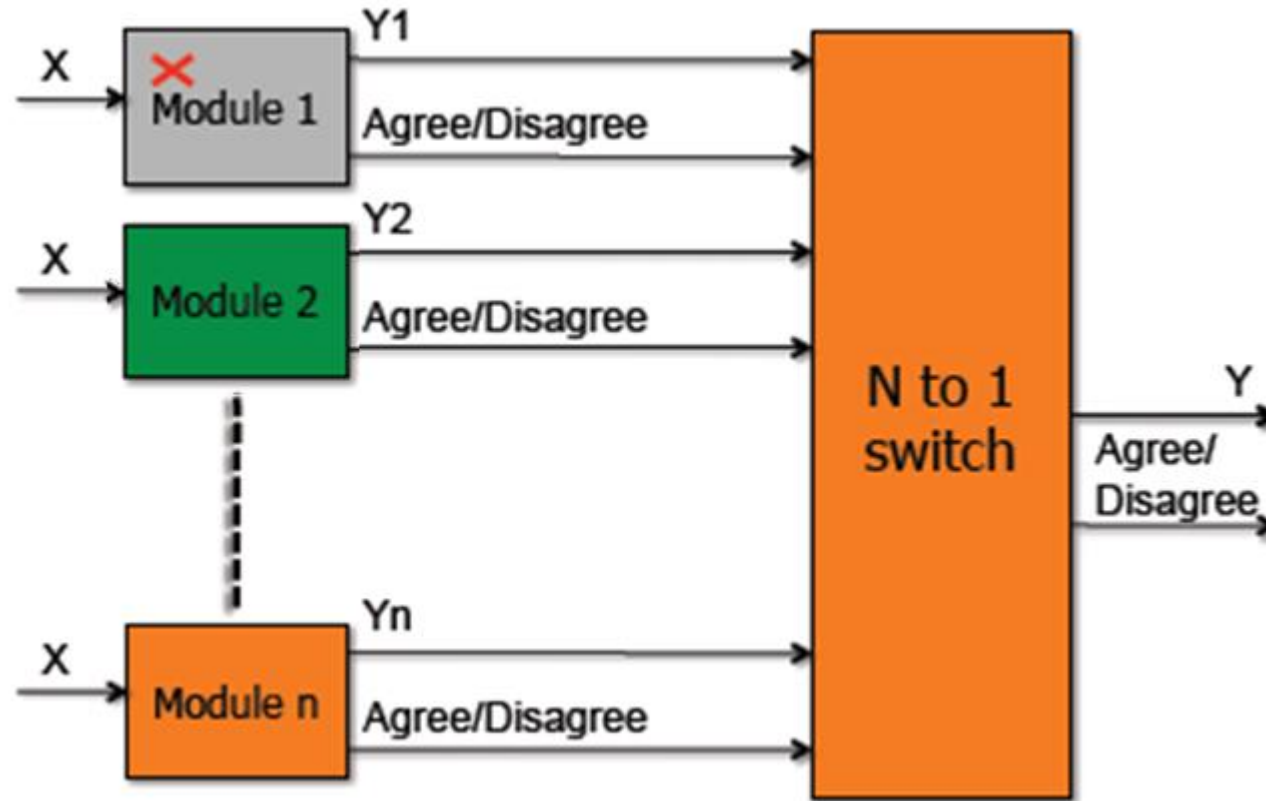 X
Module 1
Y1
Agree/Disagree
X
Module 2
Y2
Agree/Disagree
X
Module n
Yn
Agree/Disagree
N to 1
switch
Y
Agree/
Disagree